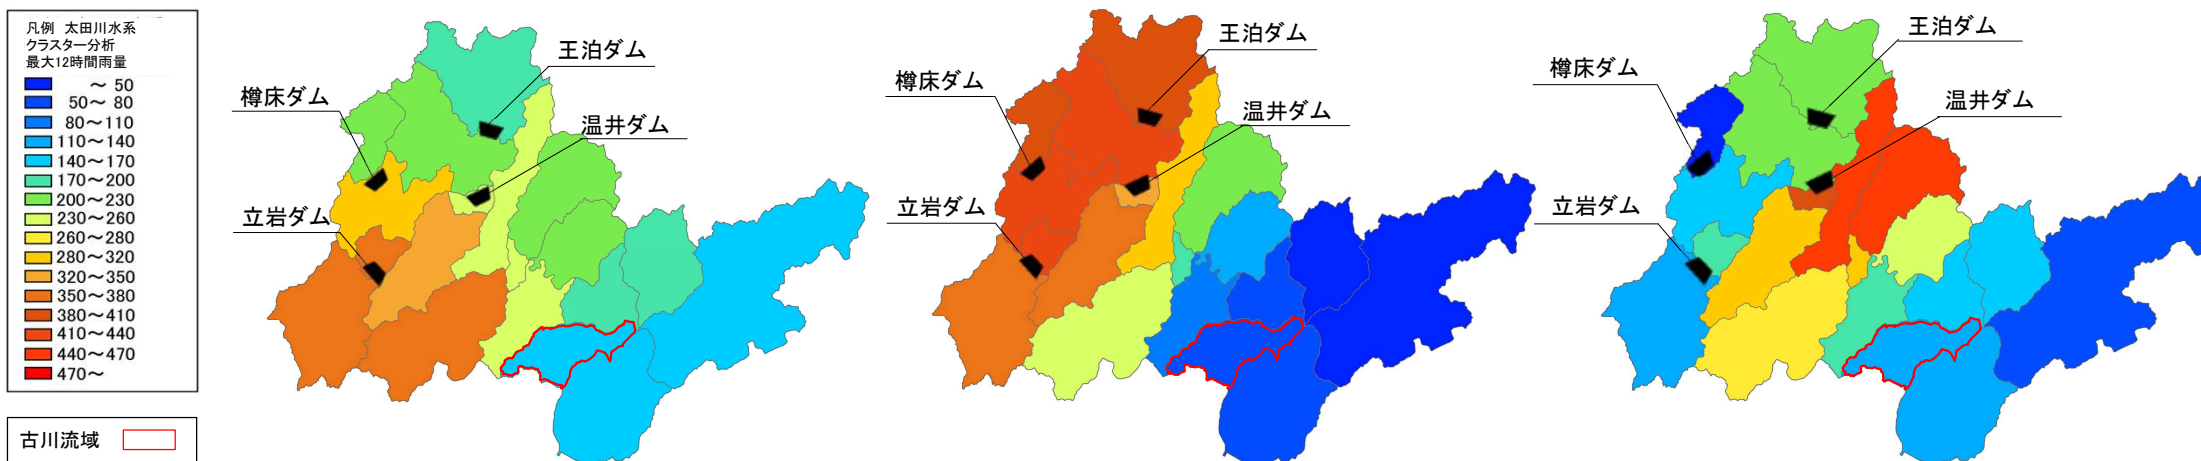 凡例 太田川水系
クラスター分析
最大12時間雨量
～ 50
50～ 80
80～110
110～140
140～170
170～200
200～230
230～260
260～280
280～320
320～350
350～380
380～410
410～440
440～470
470～
古川流域
王泊ダム
樽床ダム
温井ダム
立岩ダム
王泊ダム
樽床ダム
温井ダム
立岩ダム
王泊ダム
樽床ダム
温井ダム
立岩ダム